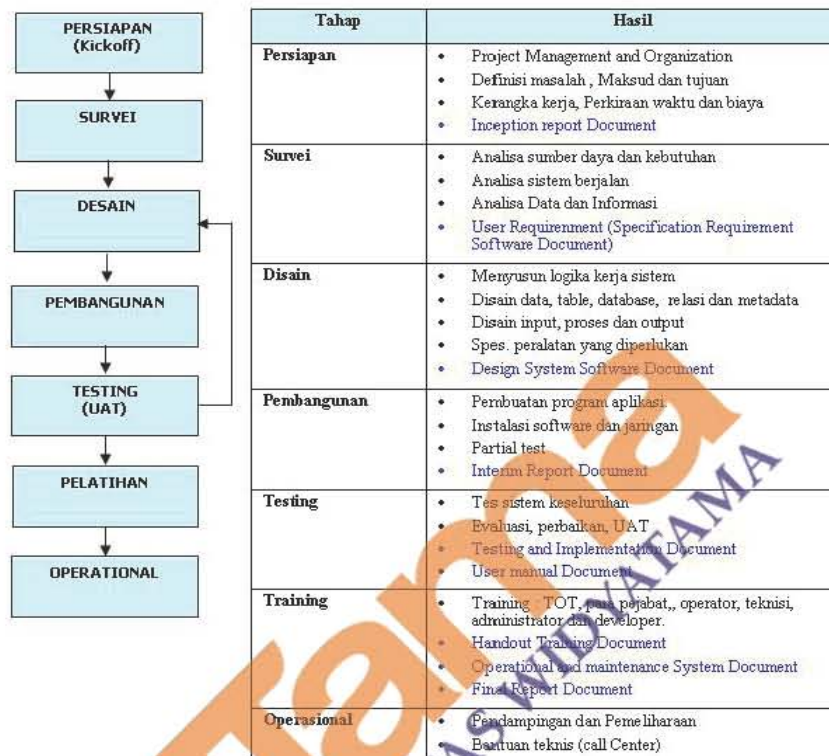 PERSIAPAN
(Kickoff)
SURVEI
DESAIN
PEMBANGUNAN
TESTING
(UAT)
PELATIHAN
OPERATIONAL
Tahap Hasil
Persiapan
• Project Management and Organization
• Definisi masalah , Maksud dan tujuan
• Kerangka kerja, Perkiraan waktu dan biaya
• Inception report Document
Survei
• Analisa sumber daya dan kebutuhan
• Analisa sistem berjalan
• Analisa Data dan Informasi
• User Requirenment (Specification Requirement
Software Document)
Disain
• Menyusun logika kerja sistem
• Disain data, table, database, relasi dan metadata
• Disain input, proses dan output
• Spes. peralatan yang diperlukan
• Design System Software Document
Pembangunan
• Pembuatan program aplikasi.
• Instalasi software dan jaringan
• Partial test
• Interim Report Document
Testing
• Tes sistem keseluruhan
• Evaluasi, perbaikan, UAT
• Testing and Implementation Document
• User manual Document
Training
• Training : TOT, para pejabat,, operator, teknisi,
administrator dan developer.
• Handout Training Document
• Operational and maintenance System Document
• Final Report Document
Operasional
• Pendampingan dan Pemeliharaan
• Bantuan teknis (call Center)
Tama
AS WIDYATAMA